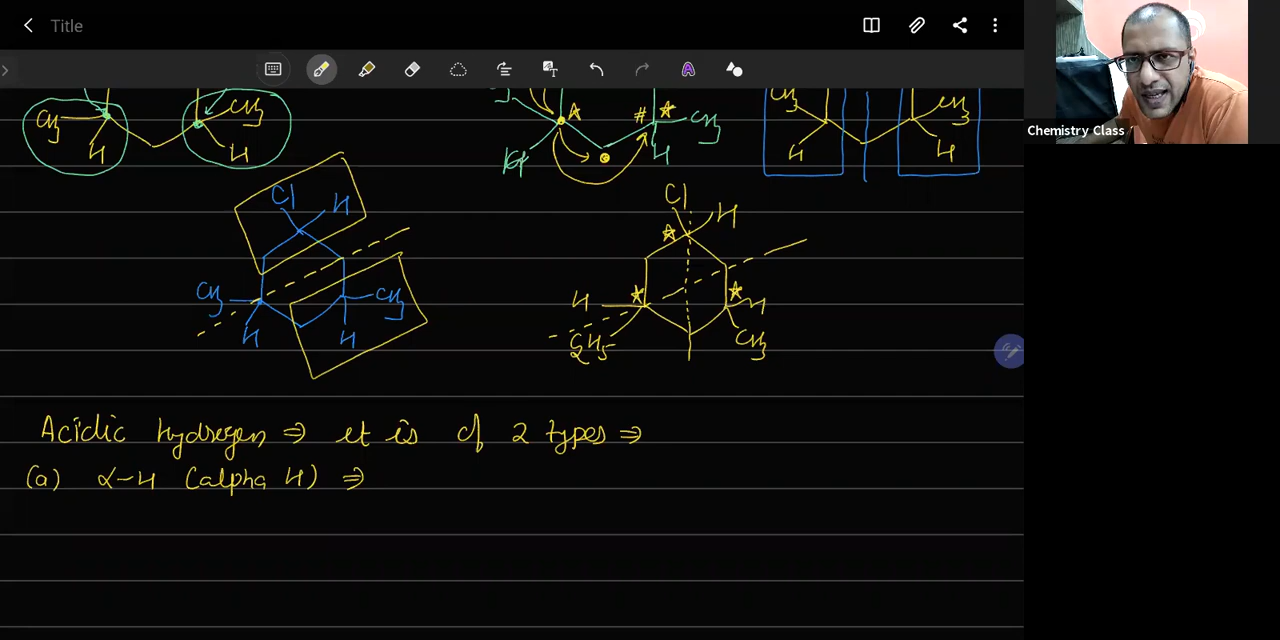 Title
A
CH3 CH3 # CH3 CH3 CH3
H H H H H
Cl H Cl H
CH3 CH3 H H
H H C2H5 CH3
Acidic hydrogen ⇒ It is of 2 types ⇒
(a) α-H (alpha H) ⇒
Chemistry Class